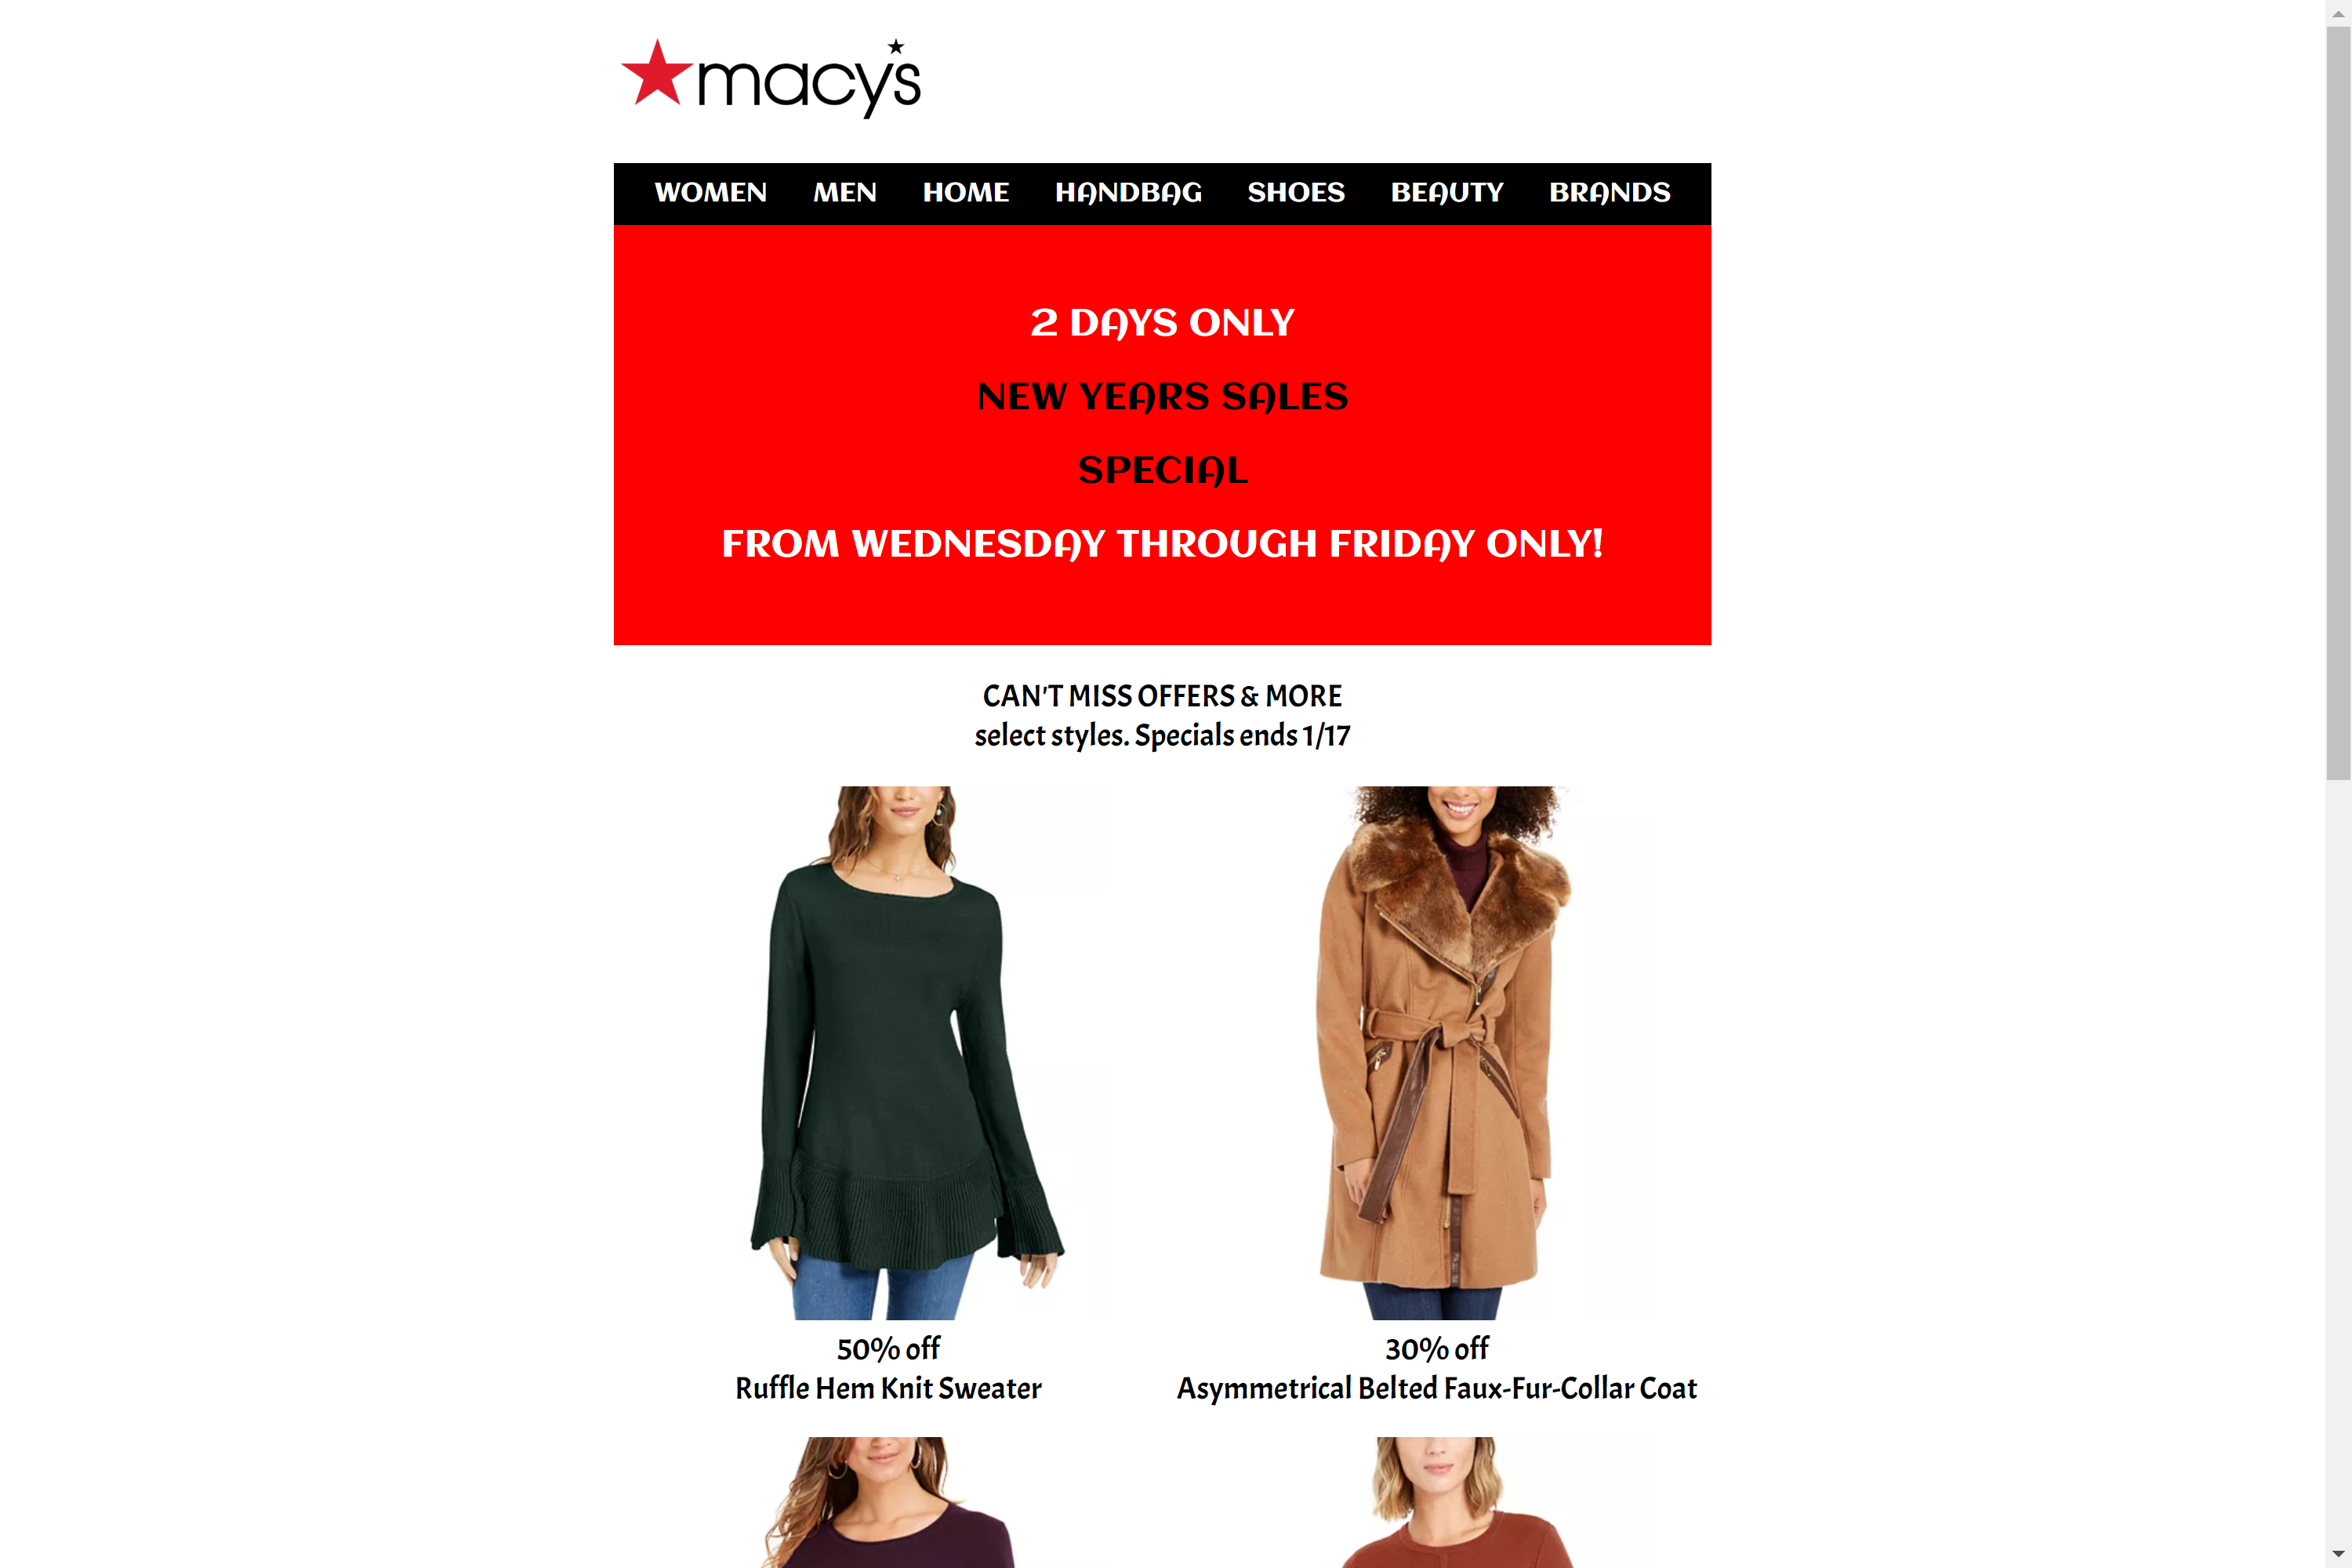 macy's
WOMEN MEN HOME HANDBAG SHOES BEAUTY BRANDS
2 DAYS ONLY
NEW YEARS SALES
SPECIAL
FROM WEDNESDAY THROUGH FRIDAY ONLY!
CAN'T MISS OFFERS & MORE
select styles. Specials ends 1/17
50% off
Ruffle Hem Knit Sweater
30% off
Asymmetrical Belted Faux-Fur-Collar Coat